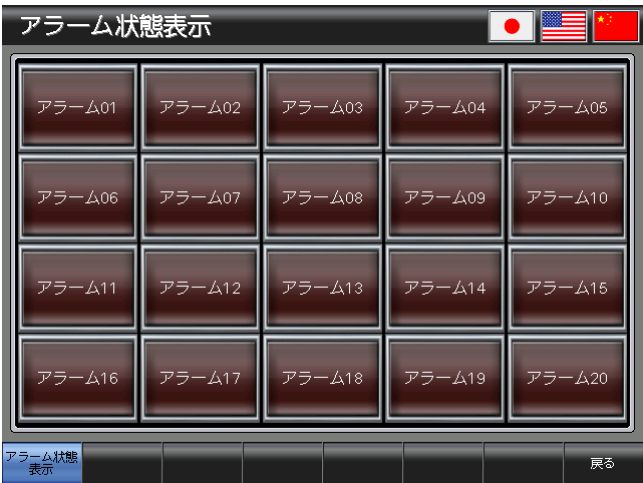 アラーム状態表示
アラーム01 アラーム02 アラーム03 アラーム04 アラーム05
アラーム06 アラーム07 アラーム08 アラーム09 アラーム10
アラーム11 アラーム12 アラーム13 アラーム14 アラーム15
アラーム16 アラーム17 アラーム18 アラーム19 アラーム20
アラーム状態
表示
戻る